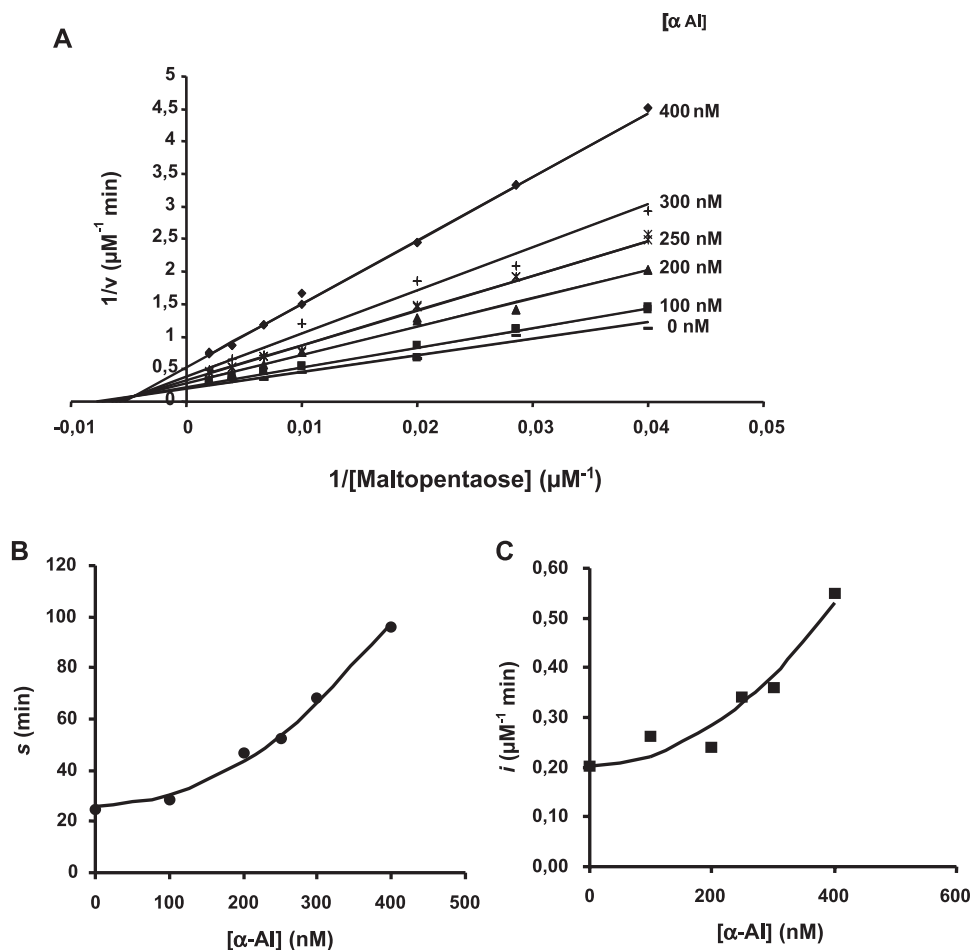 A
[α AI]
5
4,5
4
3,5
3
2,5
2
1,5
1
0,5
0
1/v (µM⁻¹ min)
400 nM
300 nM
250 nM
200 nM
100 nM
0 nM
-0,01 0 0,01 0,02 0,03 0,04 0,05
1/[Maltopentaose] (µM⁻¹)
B
120
100
80
60
40
20
0
s (min)
0 100 200 300 400 500
[α-AI] (nM)
C
0,60
0,50
0,40
0,30
0,20
0,10
0,00
i (µM⁻¹ min)
0 200 400 600
[α-AI] (nM)